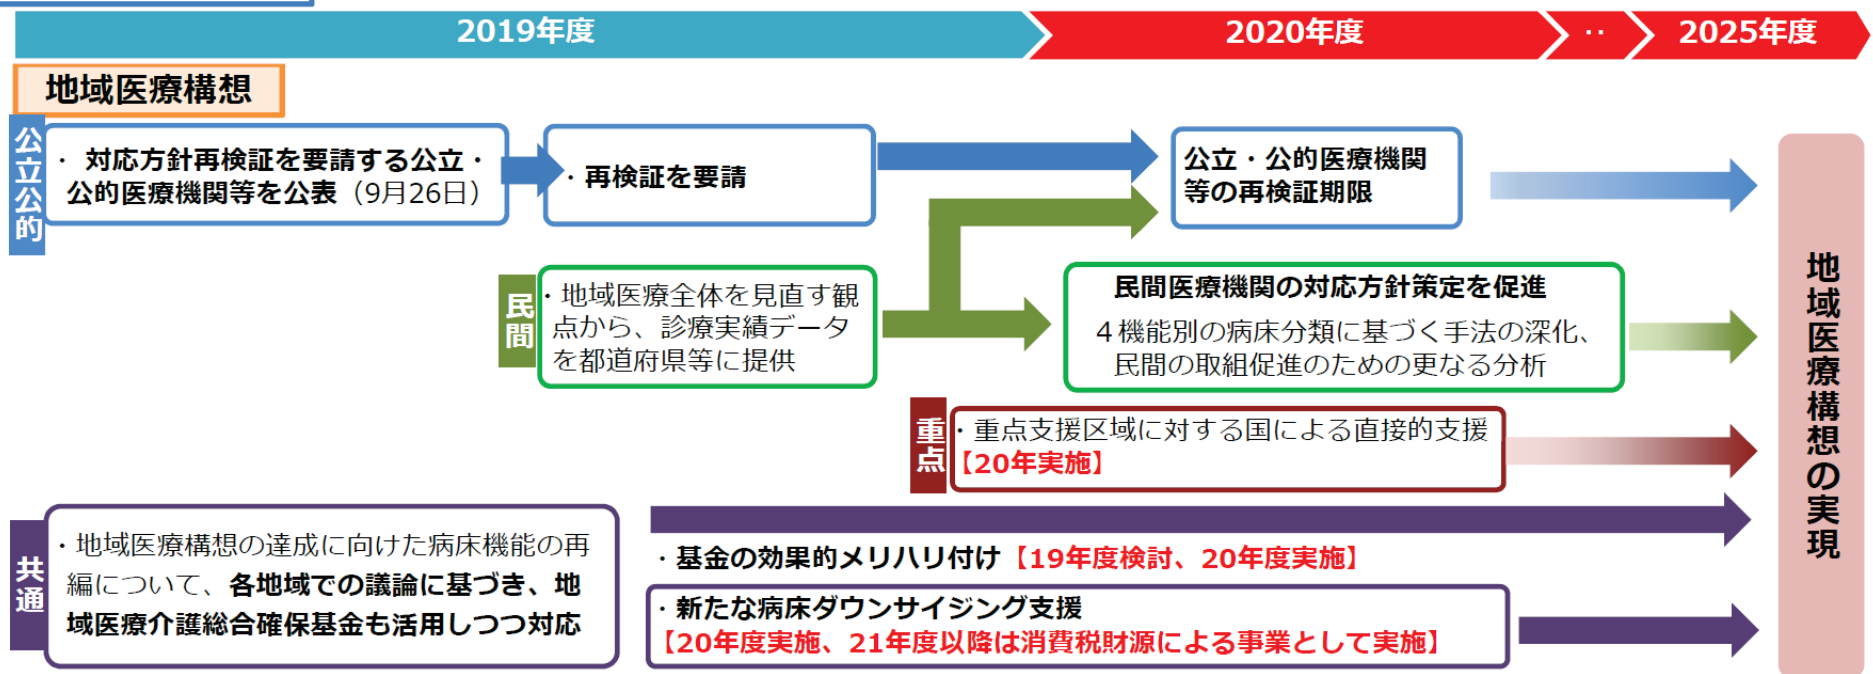 2019年度
2020年度
‥
2025年度
地域医療構想
公立公的
・ 対応方針再検証を要請する公立・
公的医療機関等を公表（9月26日）
・再検証を要請
公立・公的医療機関
等の再検証期限
民間
・地域医療全体を見直す観
点から、診療実績データ
を都道府県等に提供
民間医療機関の対応方針策定を促進
４機能別の病床分類に基づく手法の深化、
民間の取組促進のための更なる分析
重点
・重点支援区域に対する国による直接的支援
【20年実施】
共通
・地域医療構想の達成に向けた病床機能の再
編について、各地域での議論に基づき、地
域医療介護総合確保基金も活用しつつ対応
・基金の効果的メリハリ付け【19年度検討、20年度実施】
・新たな病床ダウンサイジング支援
【20年度実施、21年度以降は消費税財源による事業として実施】
地域医療構想の実現